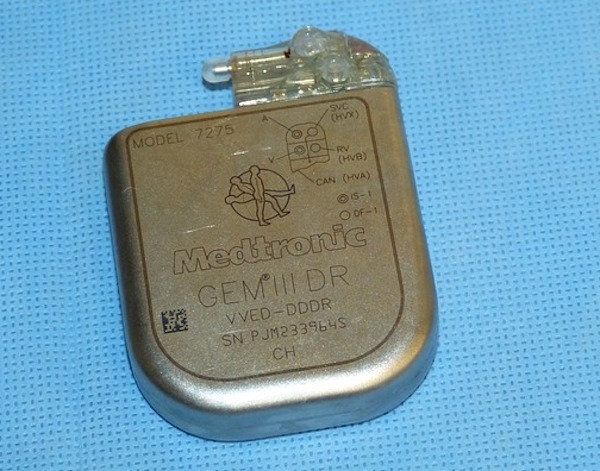 MODEL 7275
A
SVC
(HVX)
V
RV
(HVB)
CAN (HVA)
IS-1
DF-1
Medtronic
GEM® III DR
VVED-DDDR
SN PJM233964S
CH